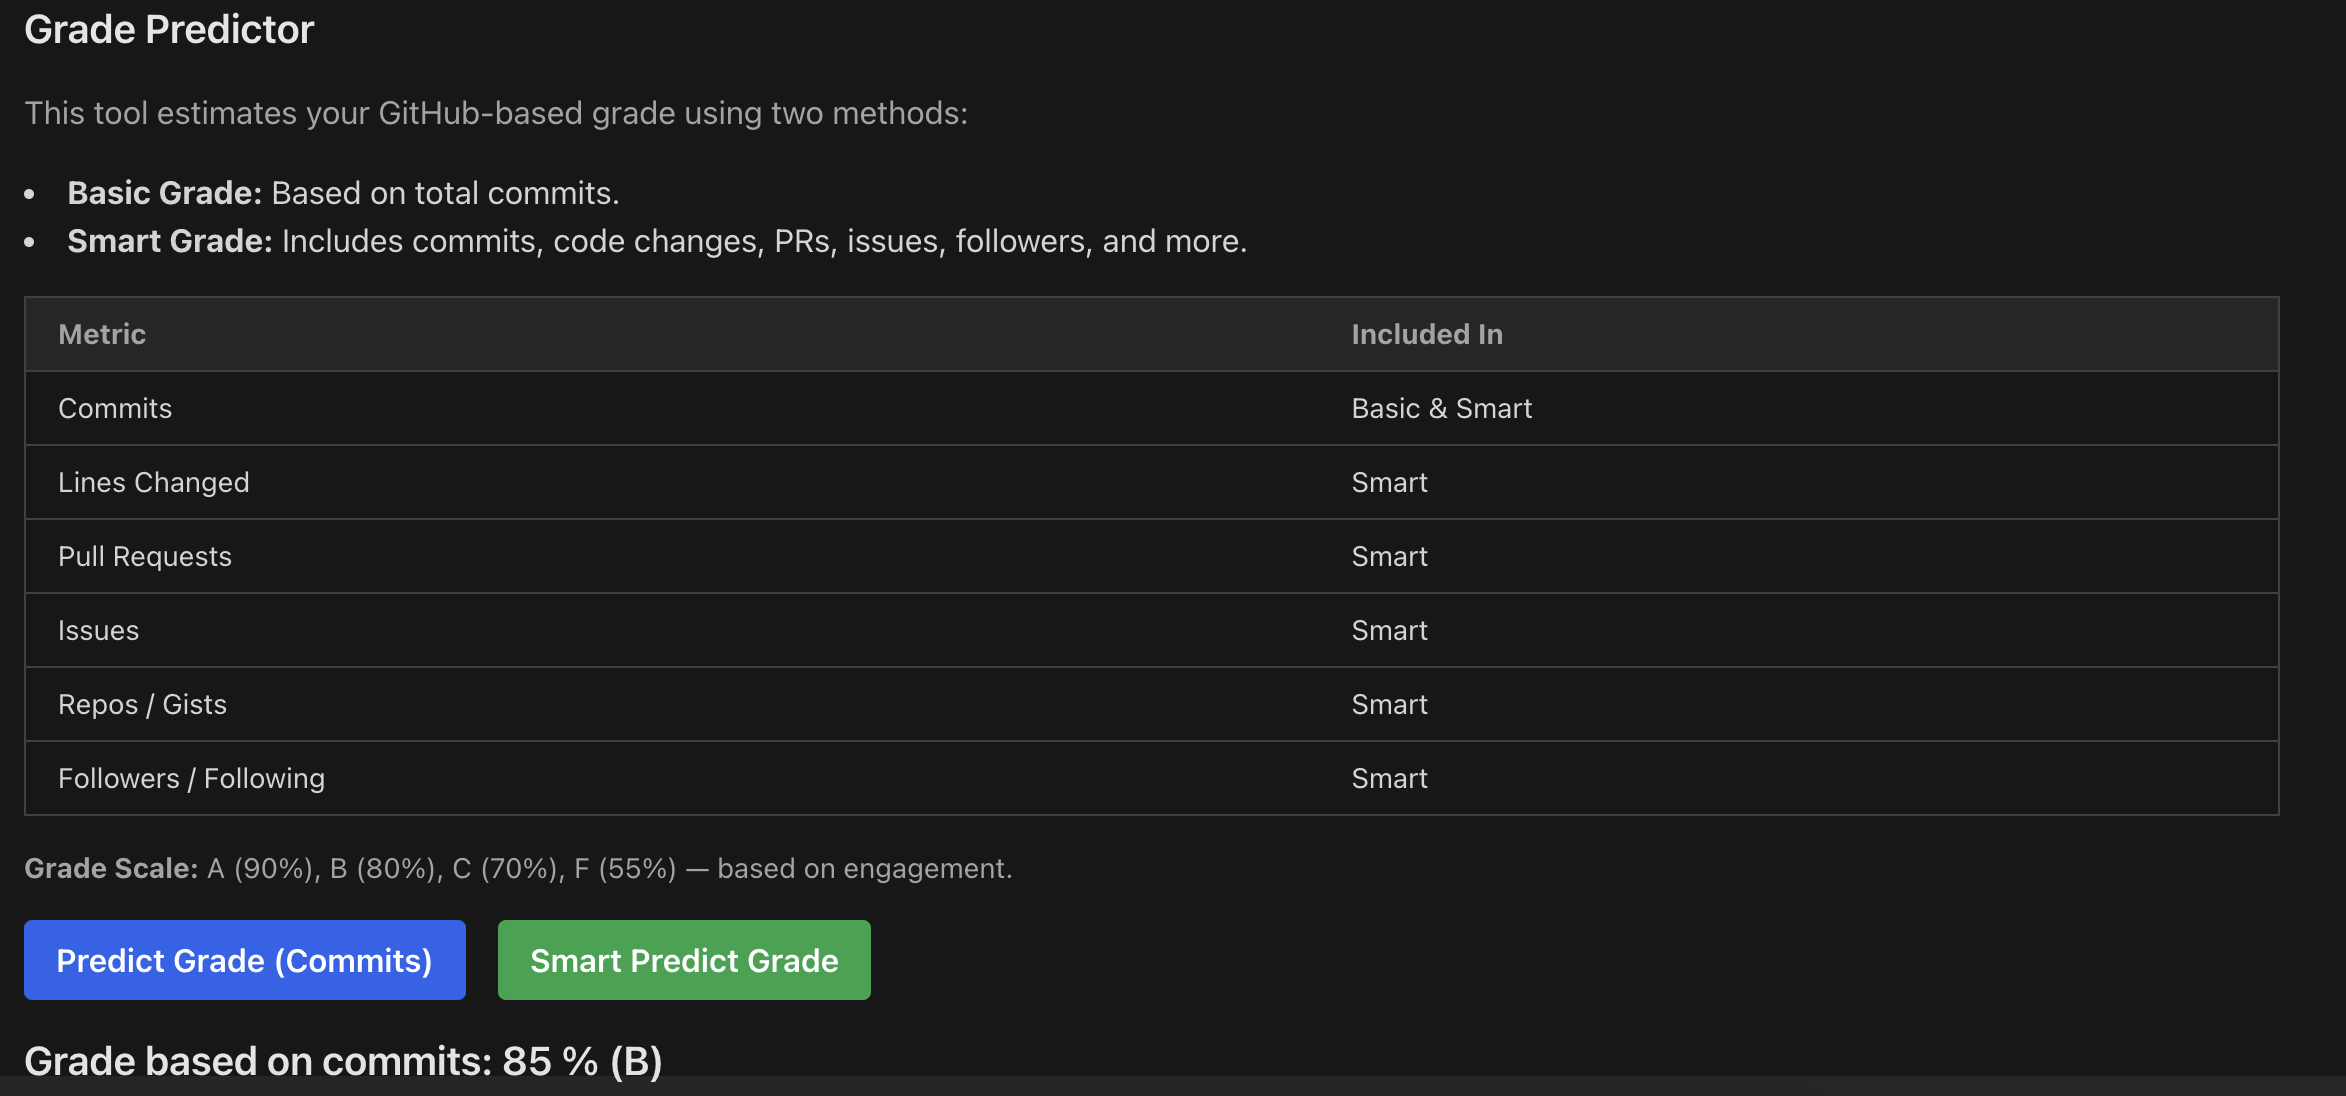 Grade Predictor
This tool estimates your GitHub-based grade using two methods:
• Basic Grade: Based on total commits.
• Smart Grade: Includes commits, code changes, PRs, issues, followers, and more.
Metric Included In
Commits Basic & Smart
Lines Changed Smart
Pull Requests Smart
Issues Smart
Repos / Gists Smart
Followers / Following Smart
Grade Scale: A (90%), B (80%), C (70%), F (55%) — based on engagement.
Predict Grade (Commits) Smart Predict Grade
Grade based on commits: 85 % (B)